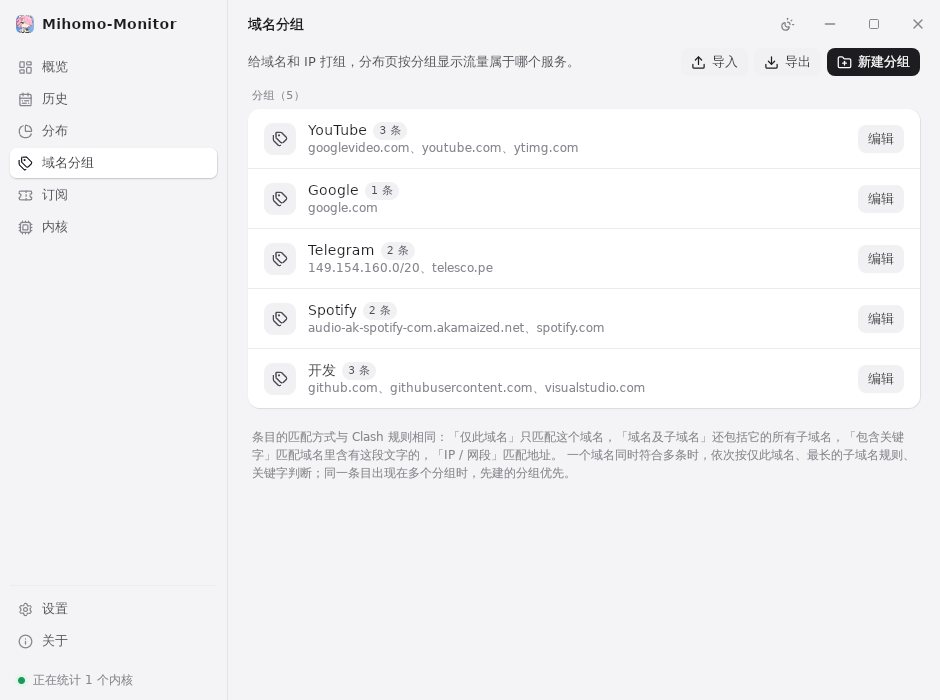 Mihomo-Monitor
概览
历史
分布
域名分组
订阅
内核
设置
关于
正在统计 1 个内核
域名分组
给域名和 IP 打组，分布页按分组显示流量属于哪个服务。
导入
导出
新建分组
分组（5）
YouTube 3 条
googlevideo.com、youtube.com、ytimg.com
编辑
Google 1 条
google.com
编辑
Telegram 2 条
149.154.160.0/20、telesco.pe
编辑
Spotify 2 条
audio-ak-spotify-com.akamaized.net、spotify.com
编辑
开发 3 条
github.com、githubusercontent.com、visualstudio.com
编辑
条目的匹配方式与 Clash 规则相同：「仅此域名」只匹配这个域名，「域名及子域名」还包括它的所有子域名，「包含关键
字」匹配域名里含有这段文字的，「IP / 网段」匹配地址。 一个域名同时符合多条时，依次按仅此域名、最长的子域名规则、
关键字判断；同一条目出现在多个分组时，先建的分组优先。